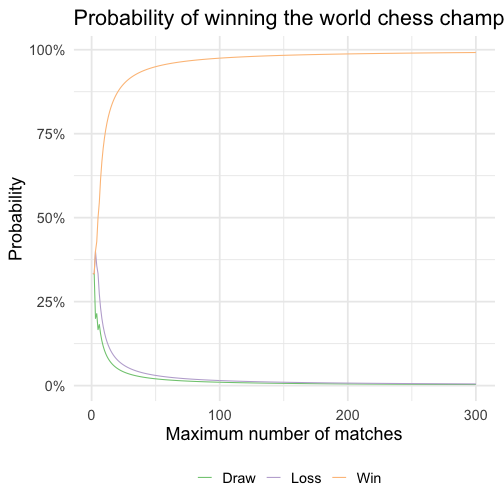 Probability of winning the world chess champ
100%
75%
50%
25%
0%
Probability
0 100 200 300
Maximum number of matches
Draw Loss Win